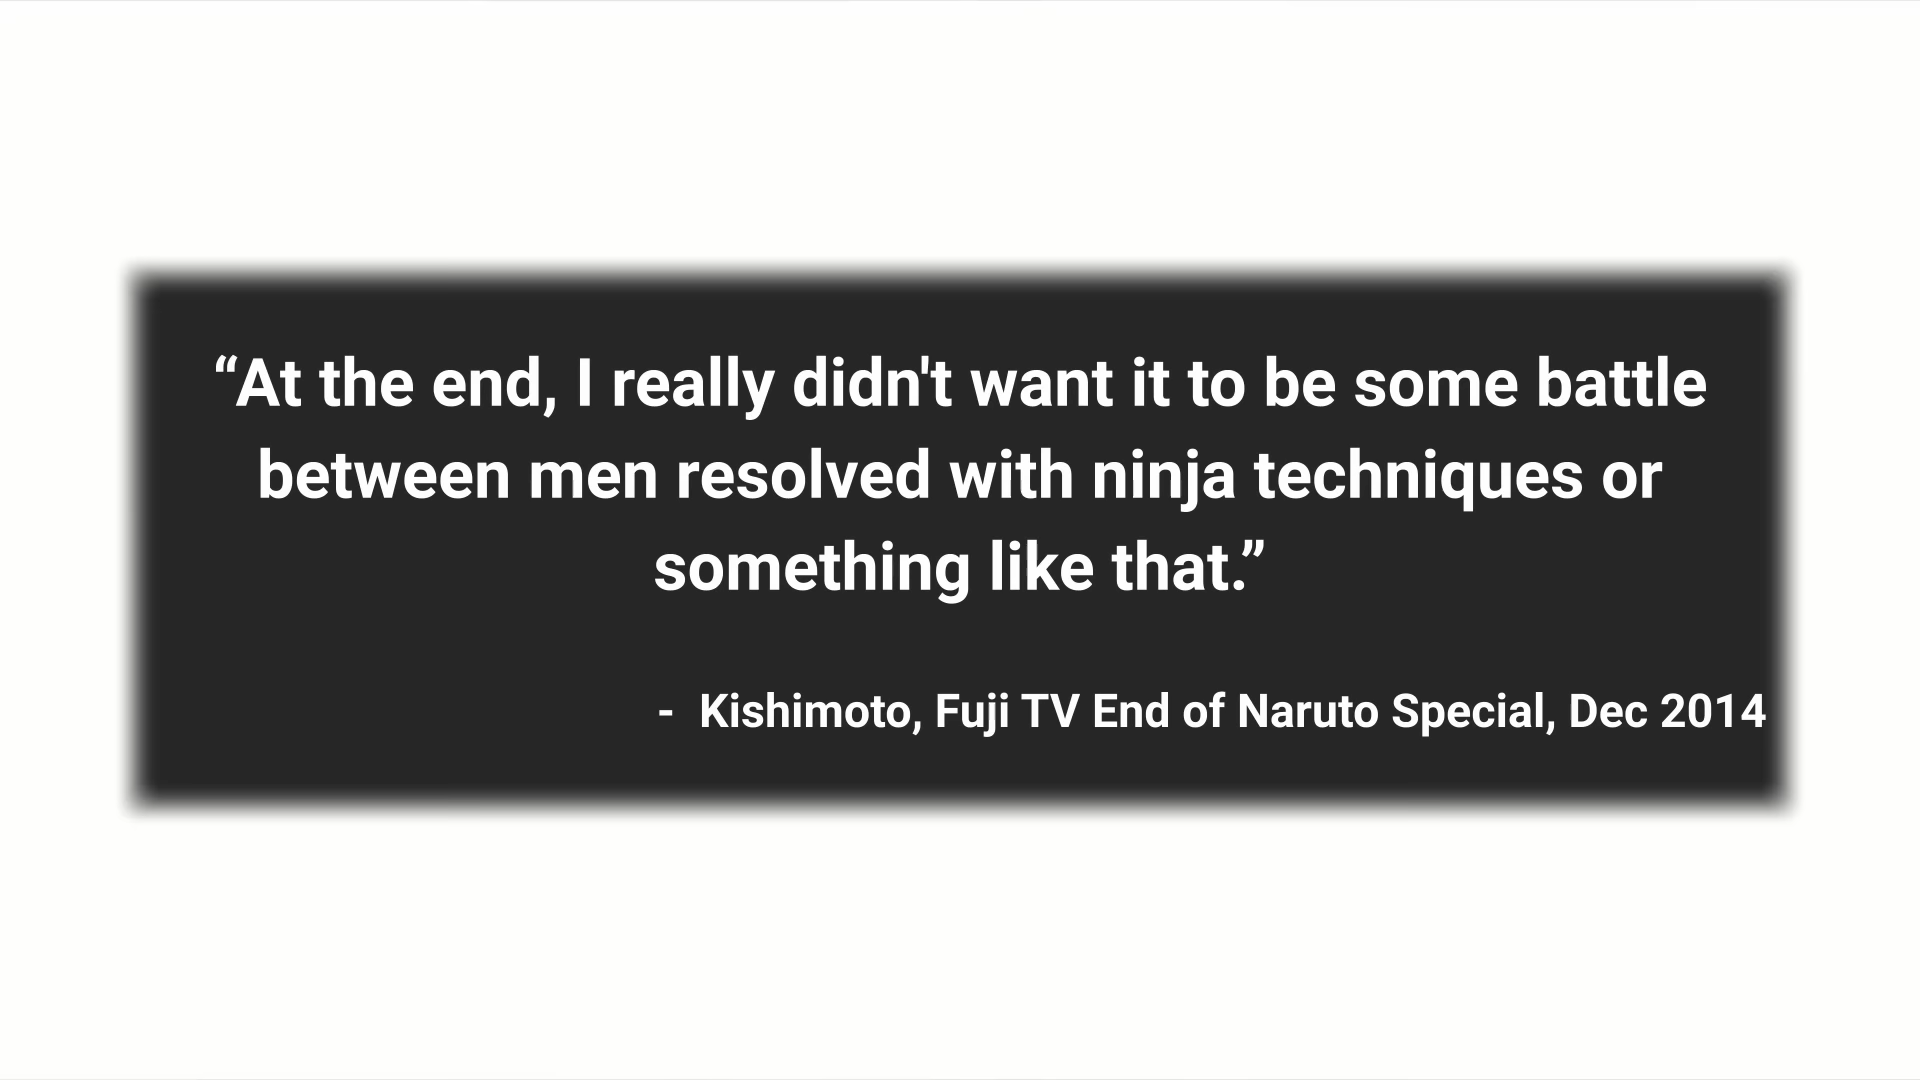 “At the end, I really didn't want it to be some battle
between men resolved with ninja techniques or
something like that.”
- Kishimoto, Fuji TV End of Naruto Special, Dec 2014